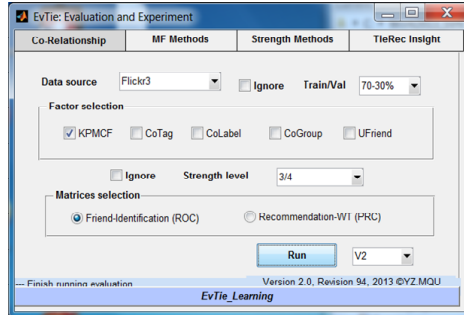 EvTie: Evaluation and Experiment
Co-Relationship MF Methods Strength Methods TieRec Insight
Data source Flickr3 Ignore Train/Val 70-30%
Factor selection
KPMCF CoTag CoLabel CoGroup UFriend
Ignore Strength level 3/4
Matrices selection
Friend-Identification (ROC) Recommendation-WT (PRC)
Run V2
--- Finish running evaluation Version 2.0, Revision 94, 2013 ©YZ.MQU
EvTie_Learning